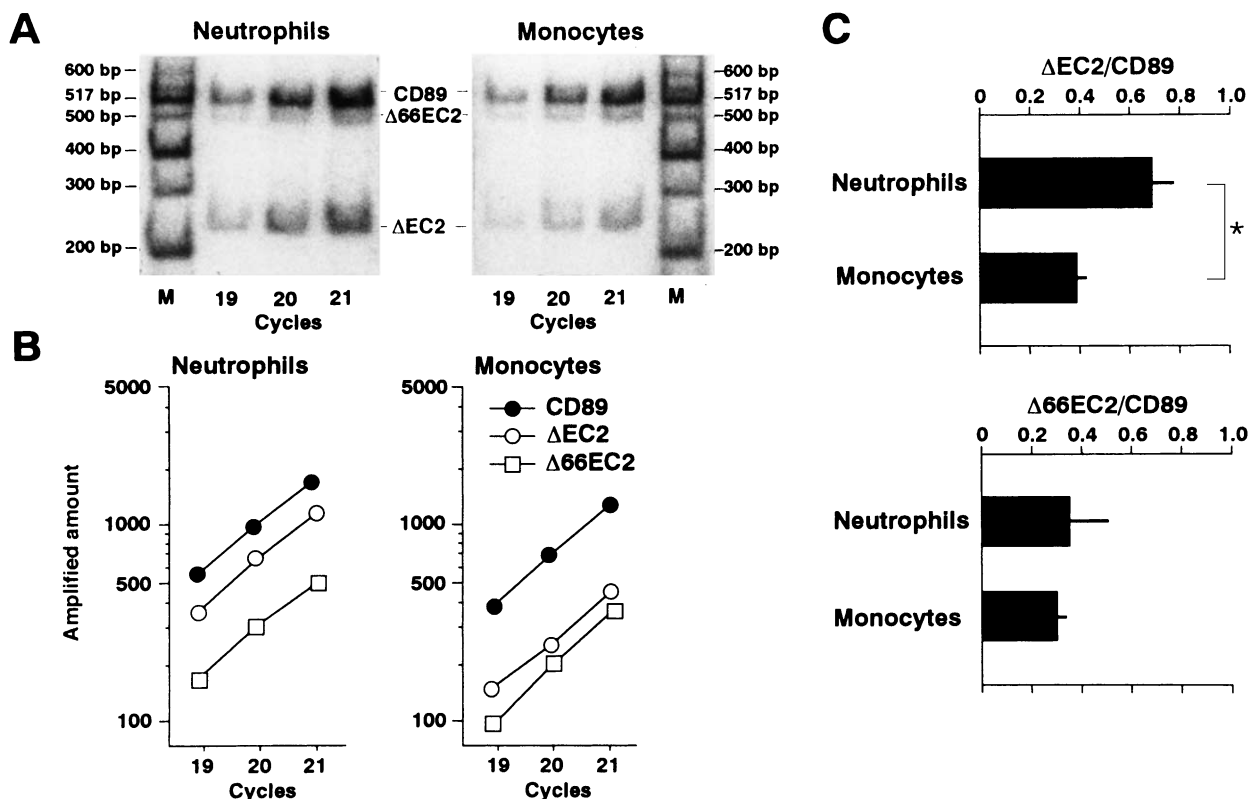 A
Neutrophils
Monocytes
600 bp
517 bp
500 bp
400 bp
300 bp
200 bp
CD89
Δ66EC2
ΔEC2
600 bp
517 bp
500 bp
400 bp
300 bp
200 bp
M 19 20 21
Cycles
19 20 21 M
Cycles
B
Neutrophils
Amplified amount
5000
1000
500
100
19 20 21
Cycles
Monocytes
CD89
ΔEC2
Δ66EC2
5000
1000
500
100
19 20 21
Cycles
C
ΔEC2/CD89
0 0.2 0.4 0.6 0.8 1.0
Neutrophils
Monocytes
*
Δ66EC2/CD89
0 0.2 0.4 0.6 0.8 1.0
Neutrophils
Monocytes